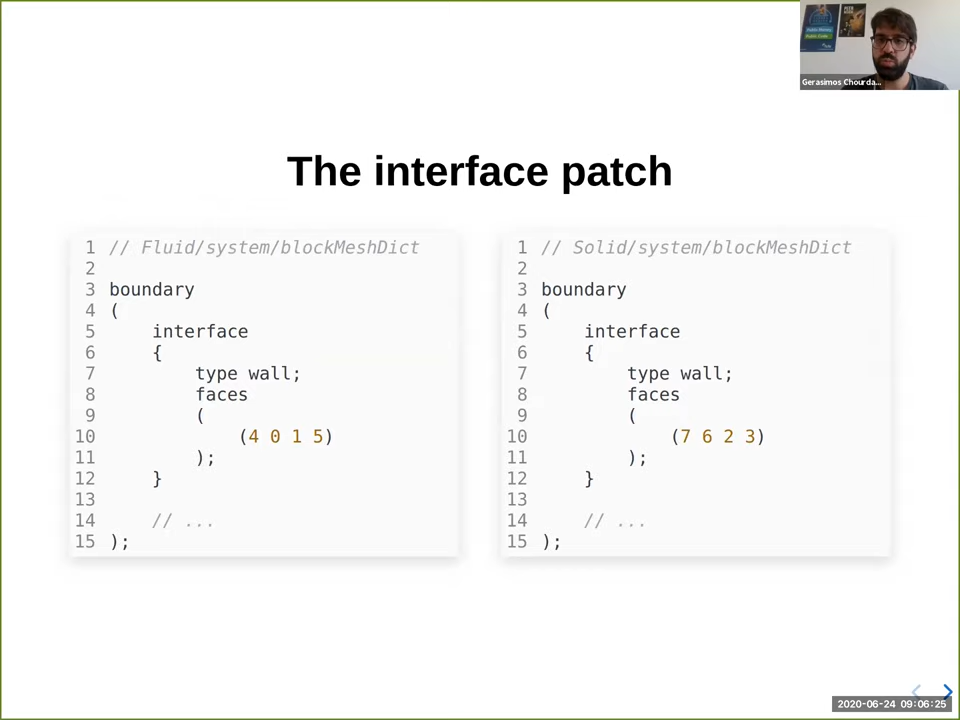 Gerasimos Chourda...
The interface patch
1 // Fluid/system/blockMeshDict
2
3 boundary
4 (
5     interface
6     {
7         type wall;
8         faces
9         (
10             (4 0 1 5)
11         );
12     }
13
14     // ...
15 );
1 // Solid/system/blockMeshDict
2
3 boundary
4 (
5     interface
6     {
7         type wall;
8         faces
9         (
10             (7 6 2 3)
11         );
12     }
13
14     // ...
15 );
2020-06-24 09:06:25